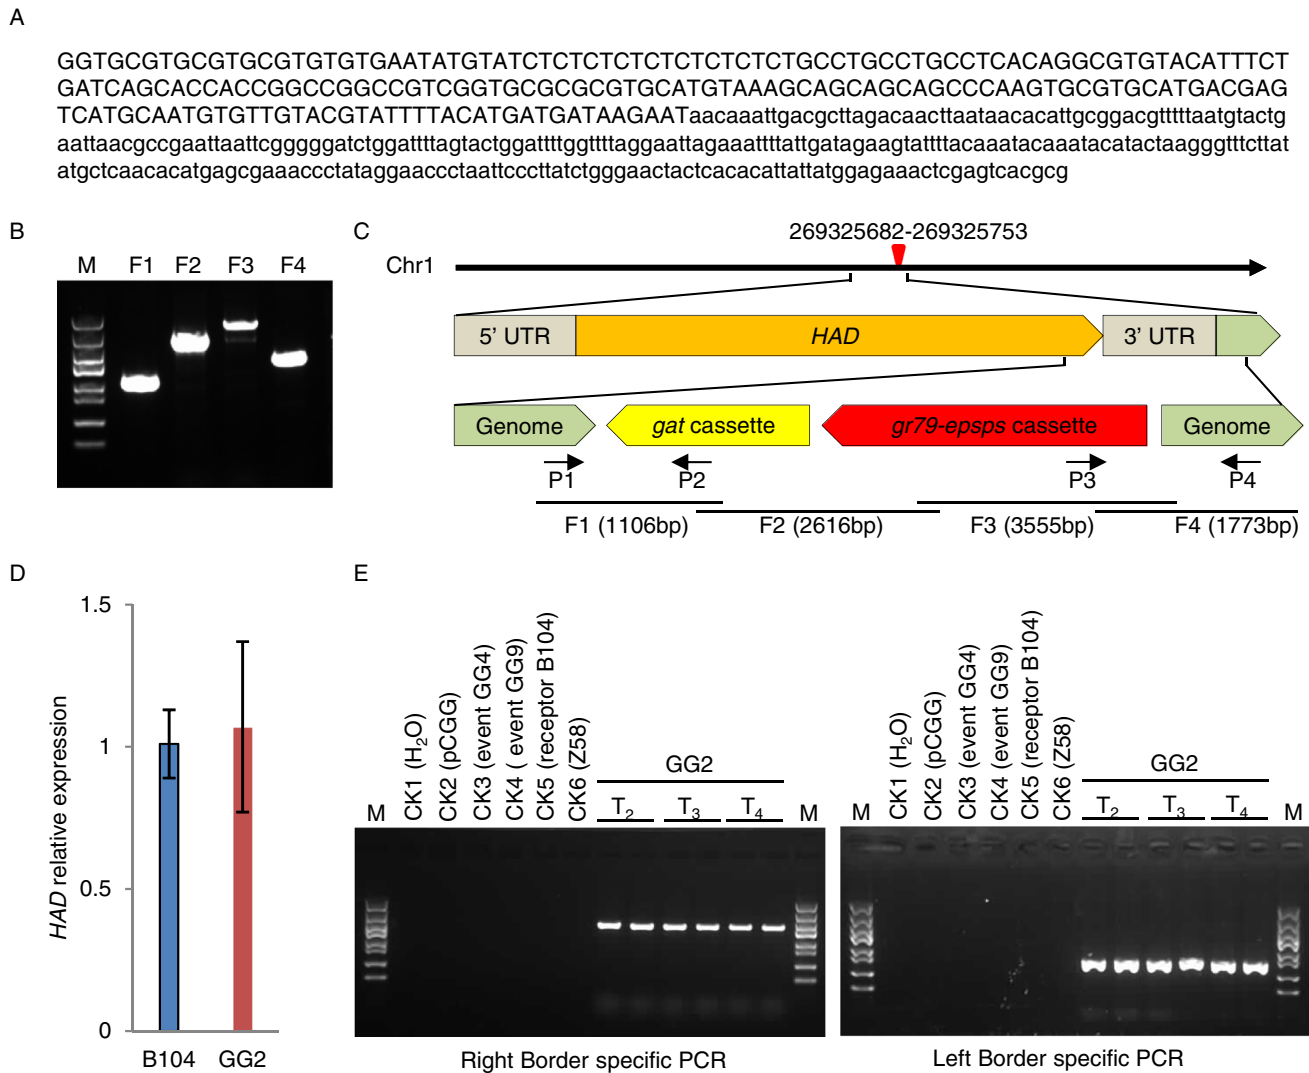 A
GGTGCGTGCGTGCGTGTGTGAATATGTATCTCTCTCTCTCTCTCTCTCTGCCTGCCTGCCTCACAGGCGTGTACATTTCT
GATCAGCACCACCGGCCGGCCGTCGGTGCGCGCGTGCATGTAAAGCAGCAGCAGCCCAAGTGCGTGCATGACGAG
TCATGCAATGTGTTGTACGTATTTTACATGATGATAAGAATaacaaattgacgcttagacaacttaataacacattgcggacgtttttaatgtactg
aattaacgccgaattaattcgggggatctggattttagtactggattttggttttaggaattagaaattttattgatagaagtattttacaaatacaaatacatactaagggtttcttat
atgctcaacacatgagcgaaaccctataggaaccctaattcccttatctgggaactactcacacattattatggagaaactcgagtcacgcg
B
M F1 F2 F3 F4
C
269325682-269325753
Chr1
5' UTR HAD 3' UTR
Genome gat cassette gr79-epsps cassette Genome
P1 P2 P3 P4
F1 (1106bp) F2 (2616bp) F3 (3555bp) F4 (1773bp)
D
HAD relative expression
1.5
1
0.5
0
B104 GG2
E
M
CK1 (H2O)
CK2 (pCGG)
CK3 (event GG4)
CK4 ( event GG9)
CK5 (receptor B104)
CK6 (Z58)
GG2
T2 T3 T4
M
Right Border specific PCR
M
CK1 (H2O)
CK2 (pCGG)
CK3 (event GG4)
CK4 ( event GG9)
CK5 (receptor B104)
CK6 (Z58)
GG2
T2 T3 T4
M
Left Border specific PCR